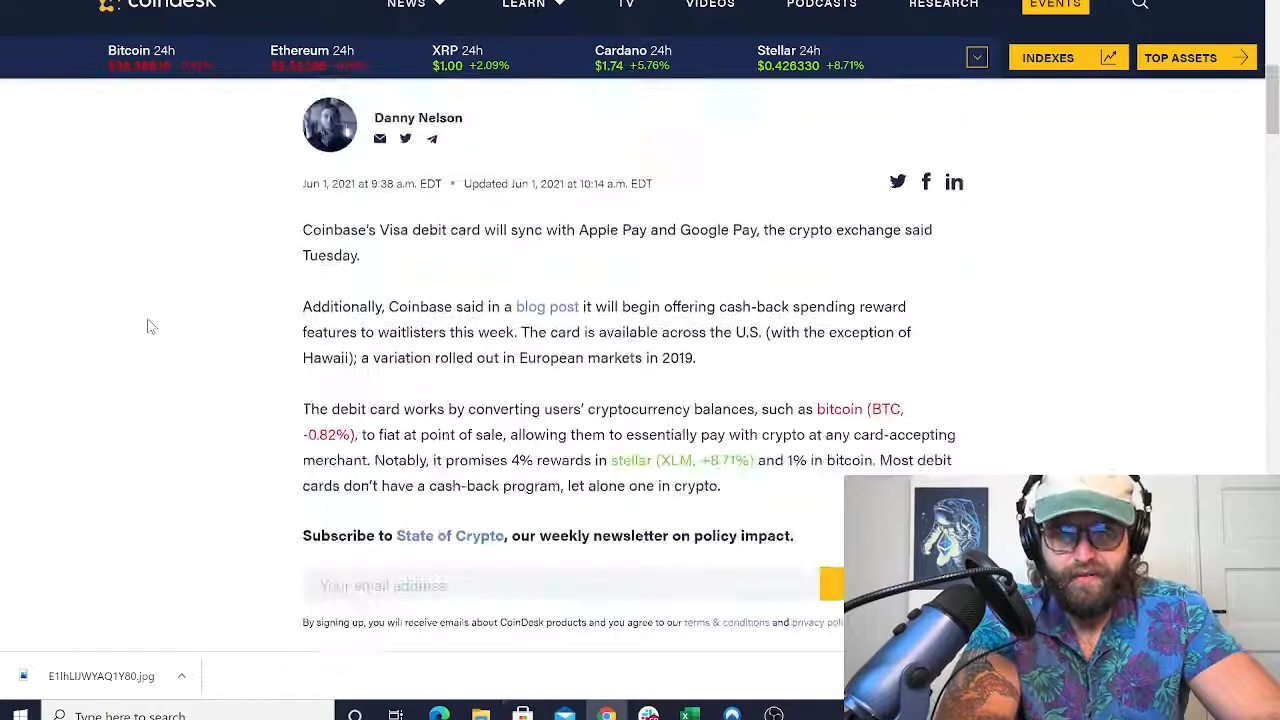 coindesk
NEWS LEARN TV VIDEOS PODCASTS RESEARCH EVENTS
Bitcoin 24h Ethereum 24h XRP 24h Cardano 24h Stellar 24h
$1.00 +2.09% $1.74 +5.76% $0.426330 +8.71%
INDEXES TOP ASSETS
Danny Nelson
Jun 1, 2021 at 9:38 a.m. EDT • Updated Jun 1, 2021 at 10:14 a.m. EDT
Coinbase's Visa debit card will sync with Apple Pay and Google Pay, the crypto exchange said
Tuesday.
Additionally, Coinbase said in a blog post it will begin offering cash-back spending reward
features to waitlisters this week. The card is available across the U.S. (with the exception of
Hawaii); a variation rolled out in European markets in 2019.
The debit card works by converting users' cryptocurrency balances, such as bitcoin (BTC,
-0.82%), to fiat at point of sale, allowing them to essentially pay with crypto at any card-accepting
merchant. Notably, it promises 4% rewards in stellar (XLM, +8.71%) and 1% in bitcoin. Most debit
cards don't have a cash-back program, let alone one in crypto.
Subscribe to State of Crypto, our weekly newsletter on policy impact.
Your email address
By signing up, you will receive emails about CoinDesk products and you agree to our terms & conditions and privacy poli
E1IhLIJWYAQ1Y80.jpg
Type here to search